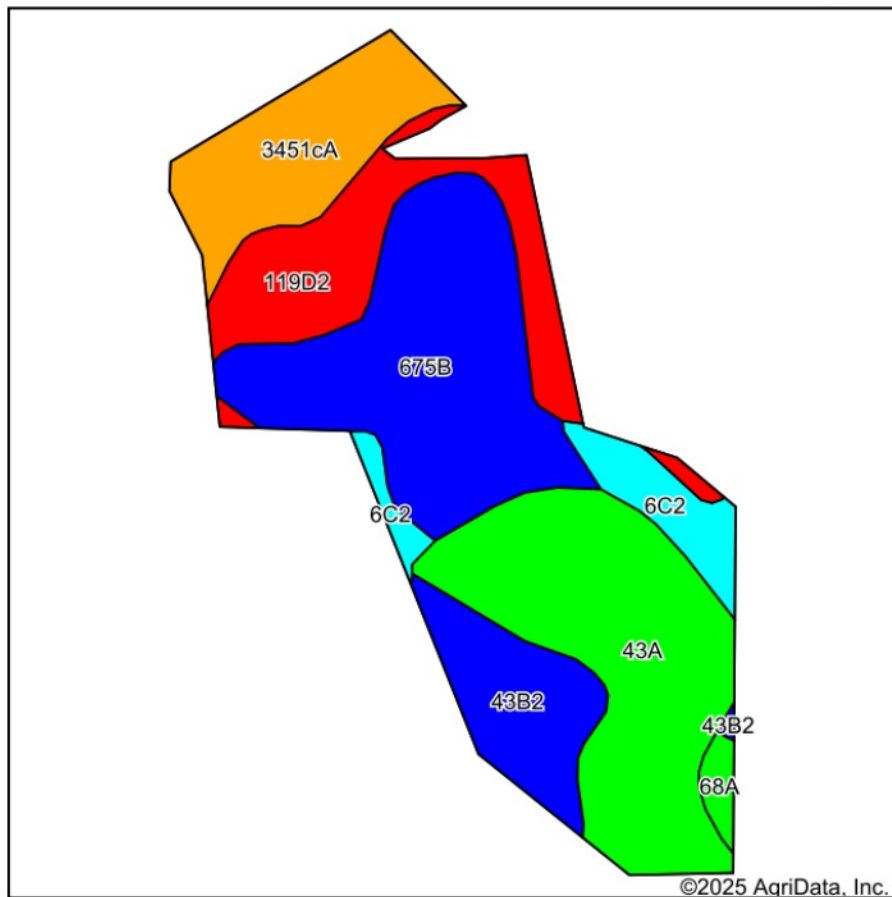 3451cA
119D2
675B
6C2
6C2
43A
43B2
43B2
68A
©2025 AgriData, Inc.